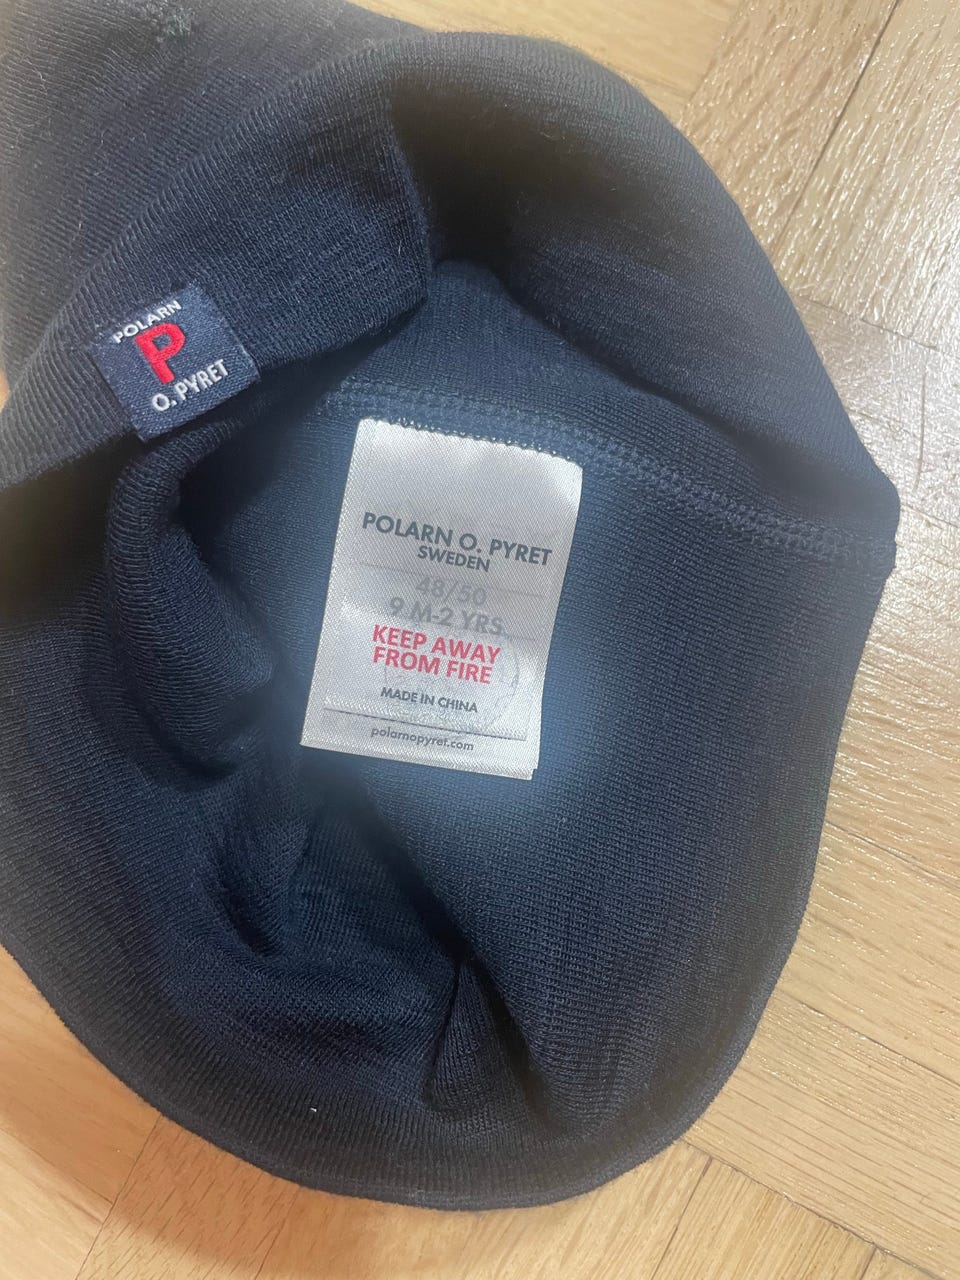 POLARN
P
O. PYRET
POLARN O. PYRET
SWEDEN
48/50
9 M-2 YRS
KEEP AWAY
FROM FIRE
MADE IN CHINA
polarnopyret.com